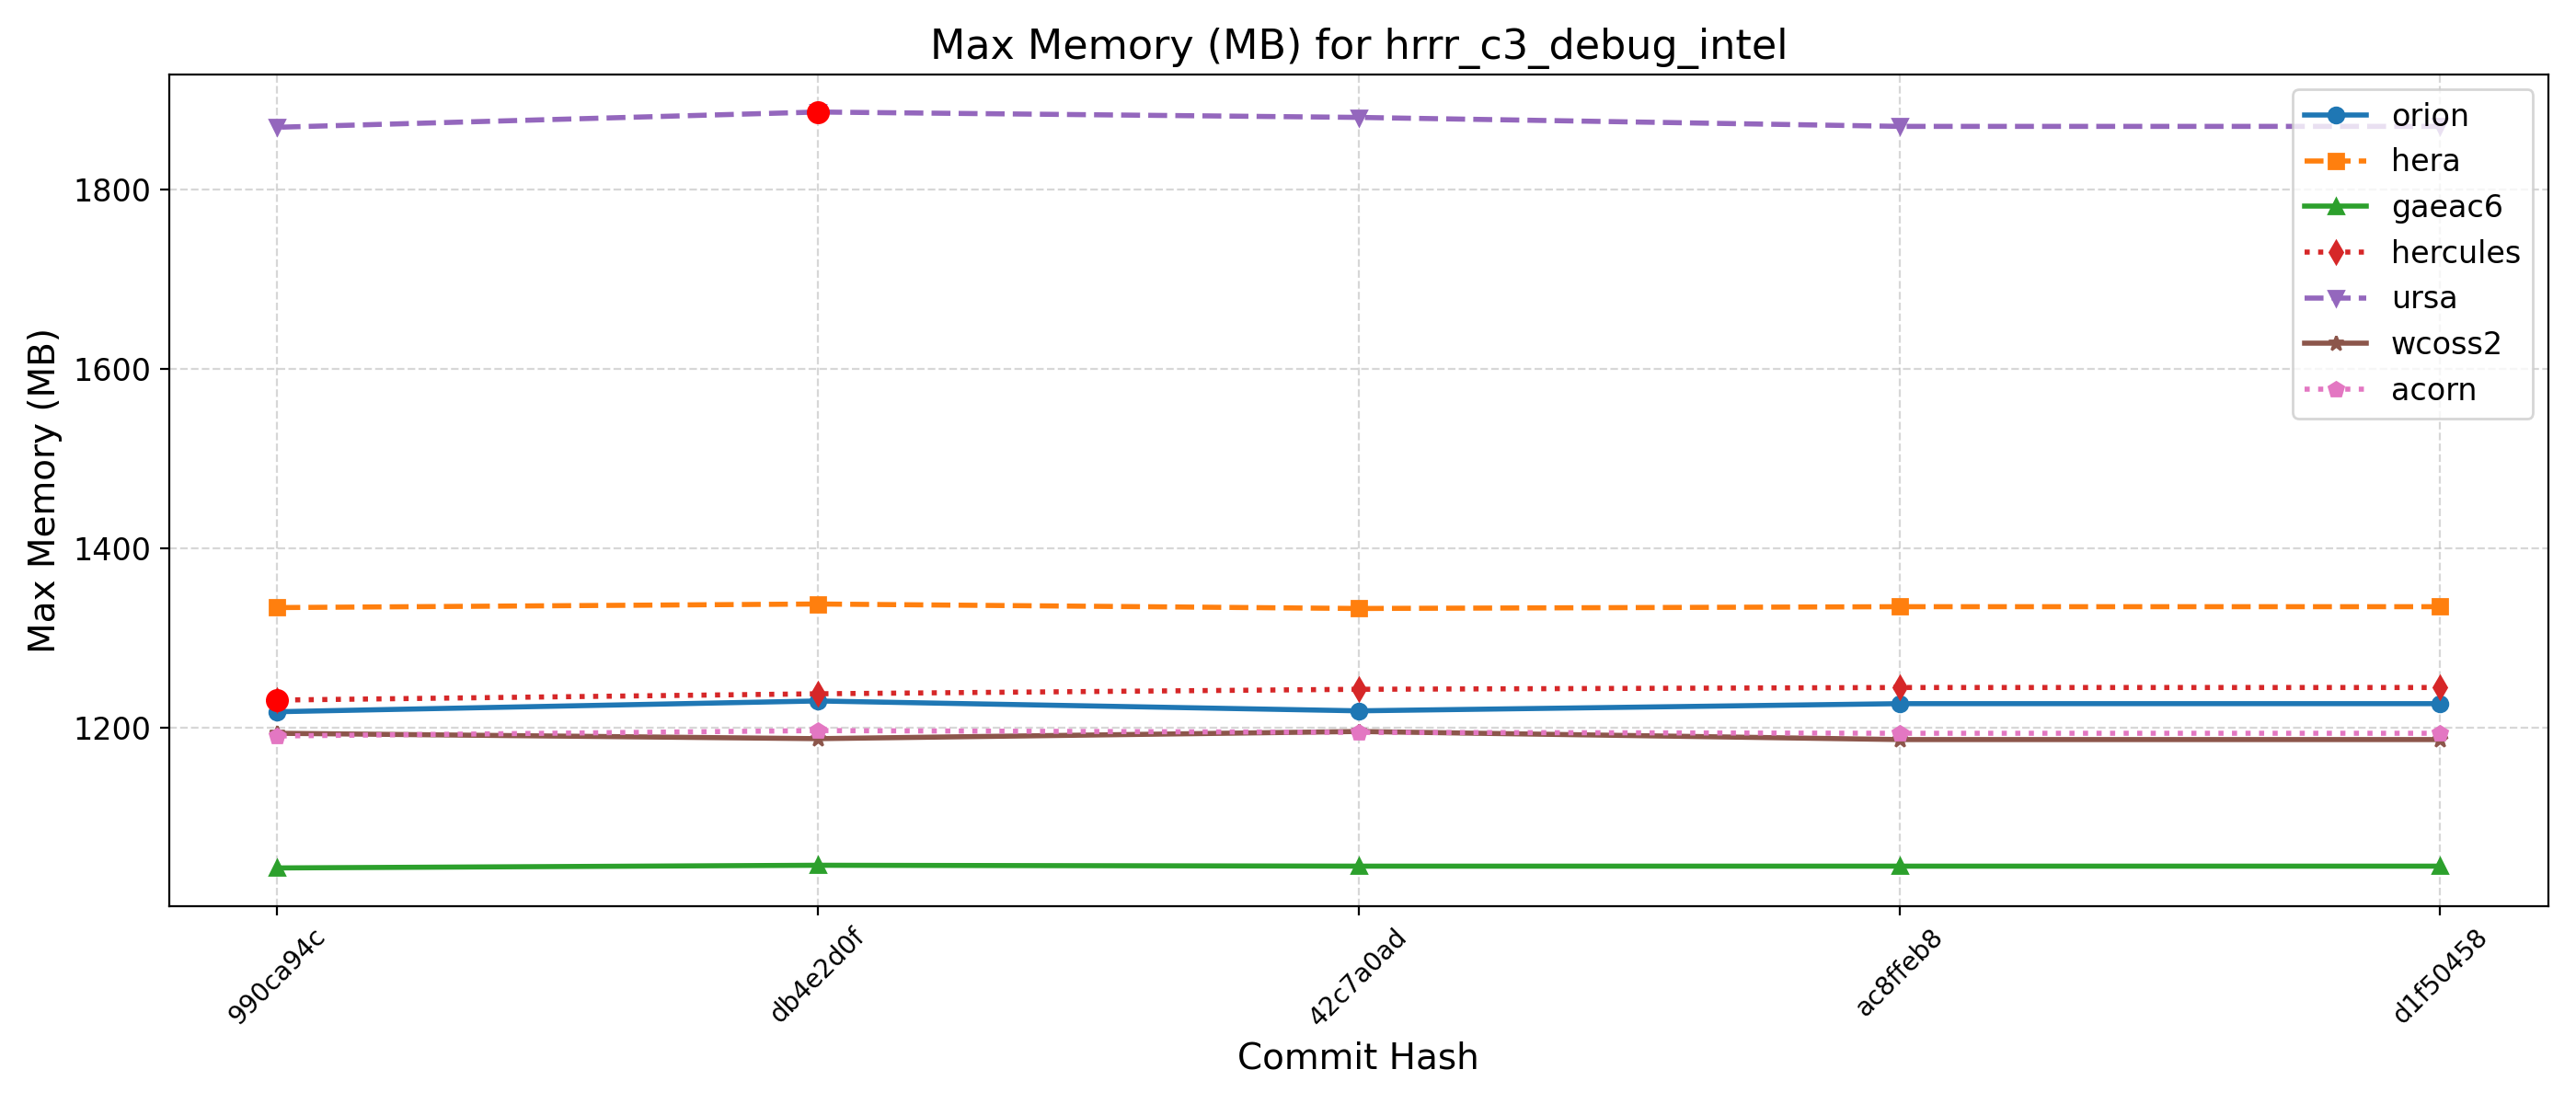 Max Memory (MB) for hrrr_c3_debug_intel
Max Memory (MB)
1800
1600
1400
1200
orion
hera
gaeac6
hercules
ursa
wcoss2
acorn
990ca94c
db4e2d0f
42c7a0ad
ac8ffeb8
d1f50458
Commit Hash